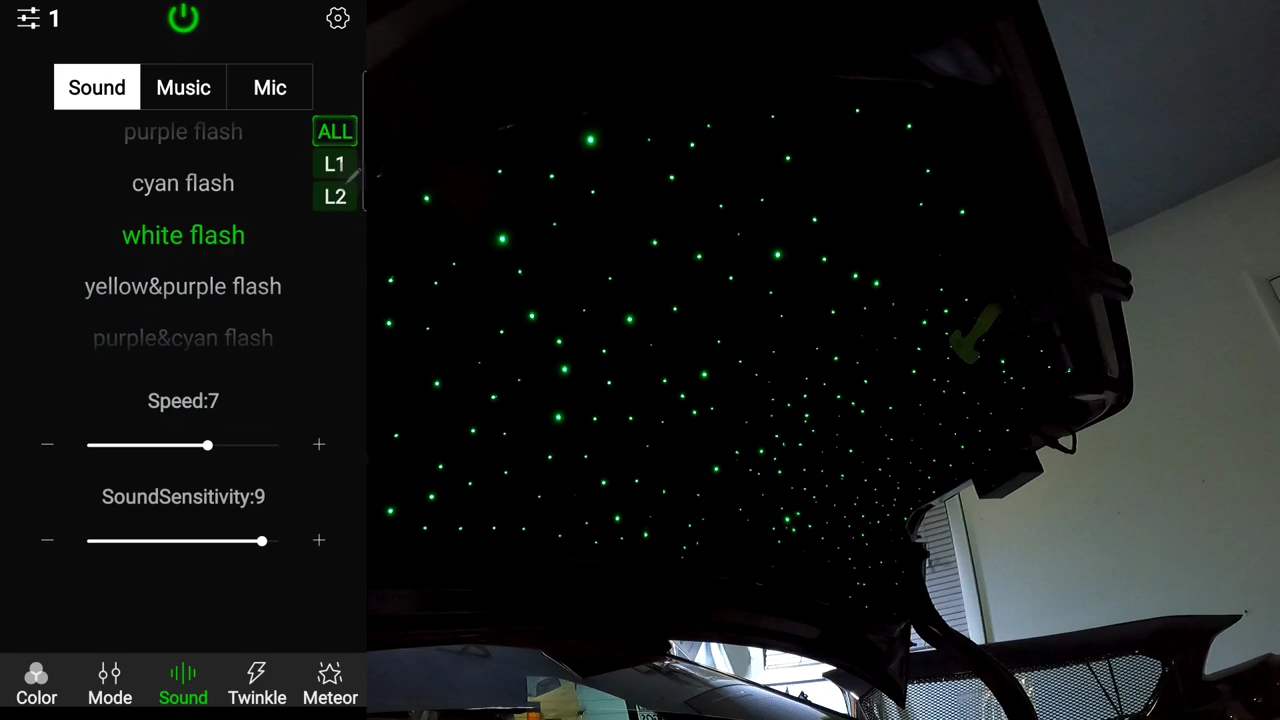 1
Sound Music Mic
purple flash
ALL
cyan flash
L1
L2
white flash
yellow&purple flash
purple&cyan flash
Speed:7
− +
SoundSensitivity:9
− +
Color Mode Sound Twinkle Meteor